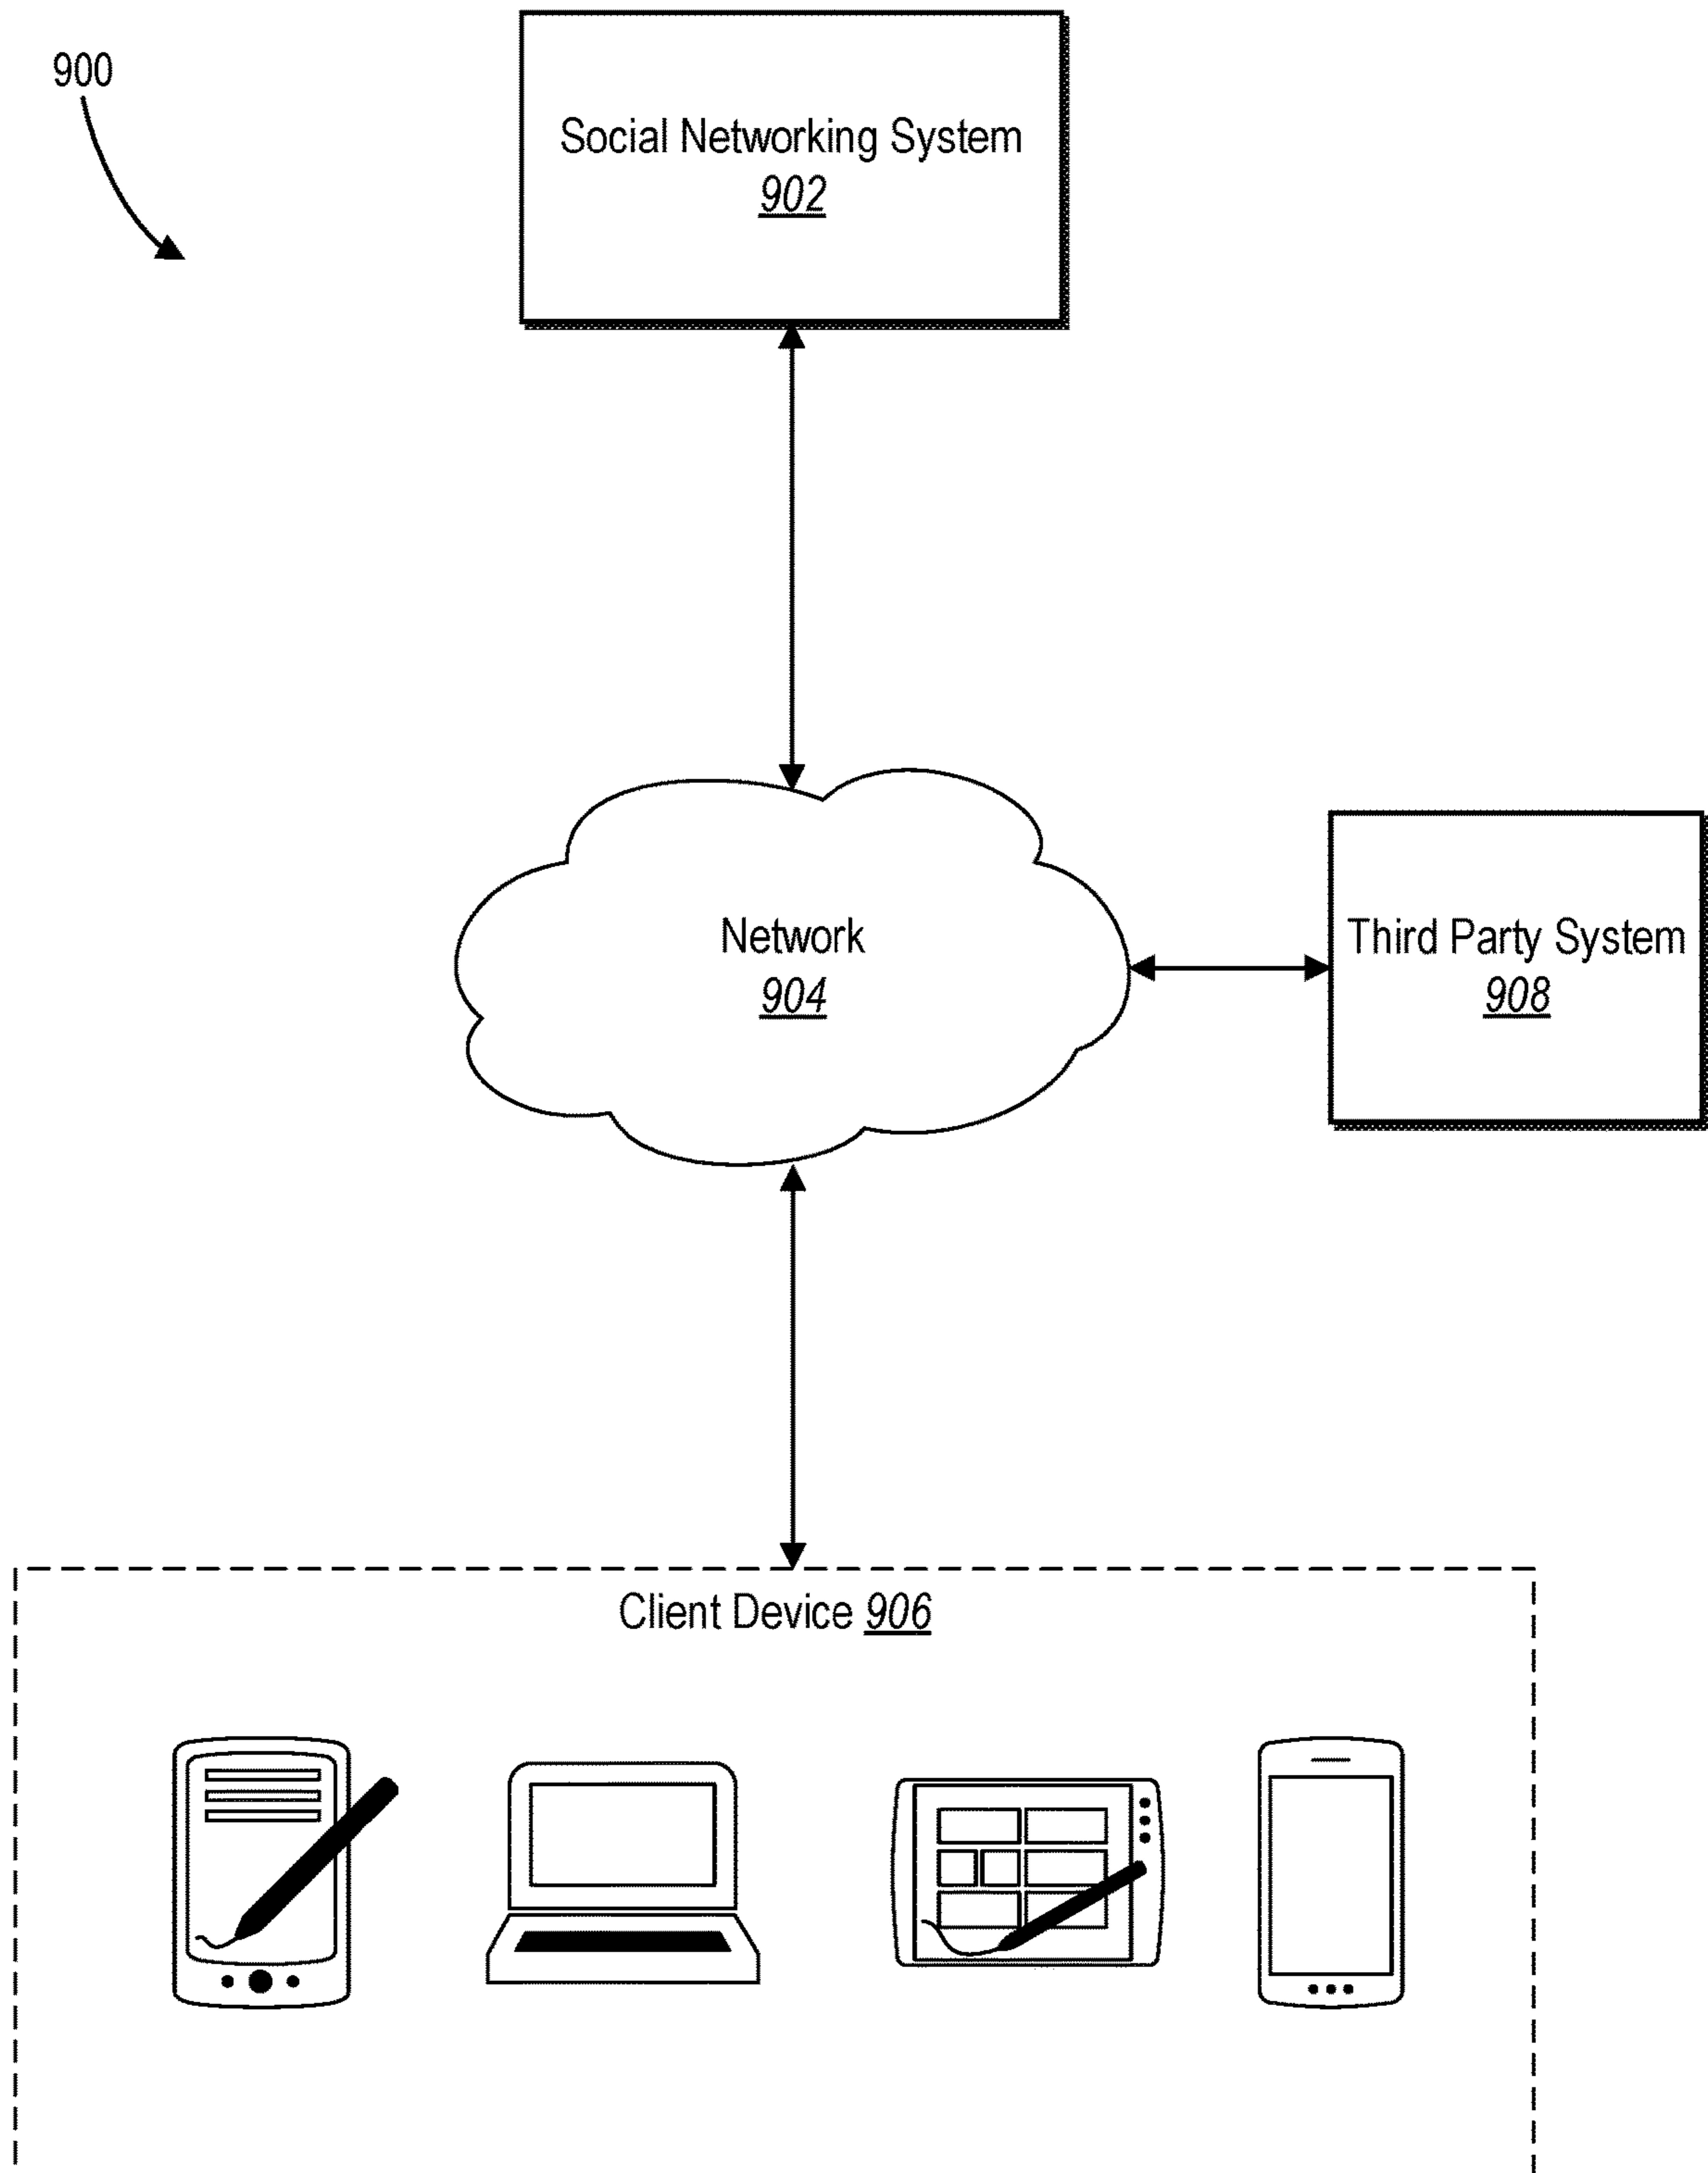 900
Social Networking System
902
Network
904
Third Party System
908
Client Device 906